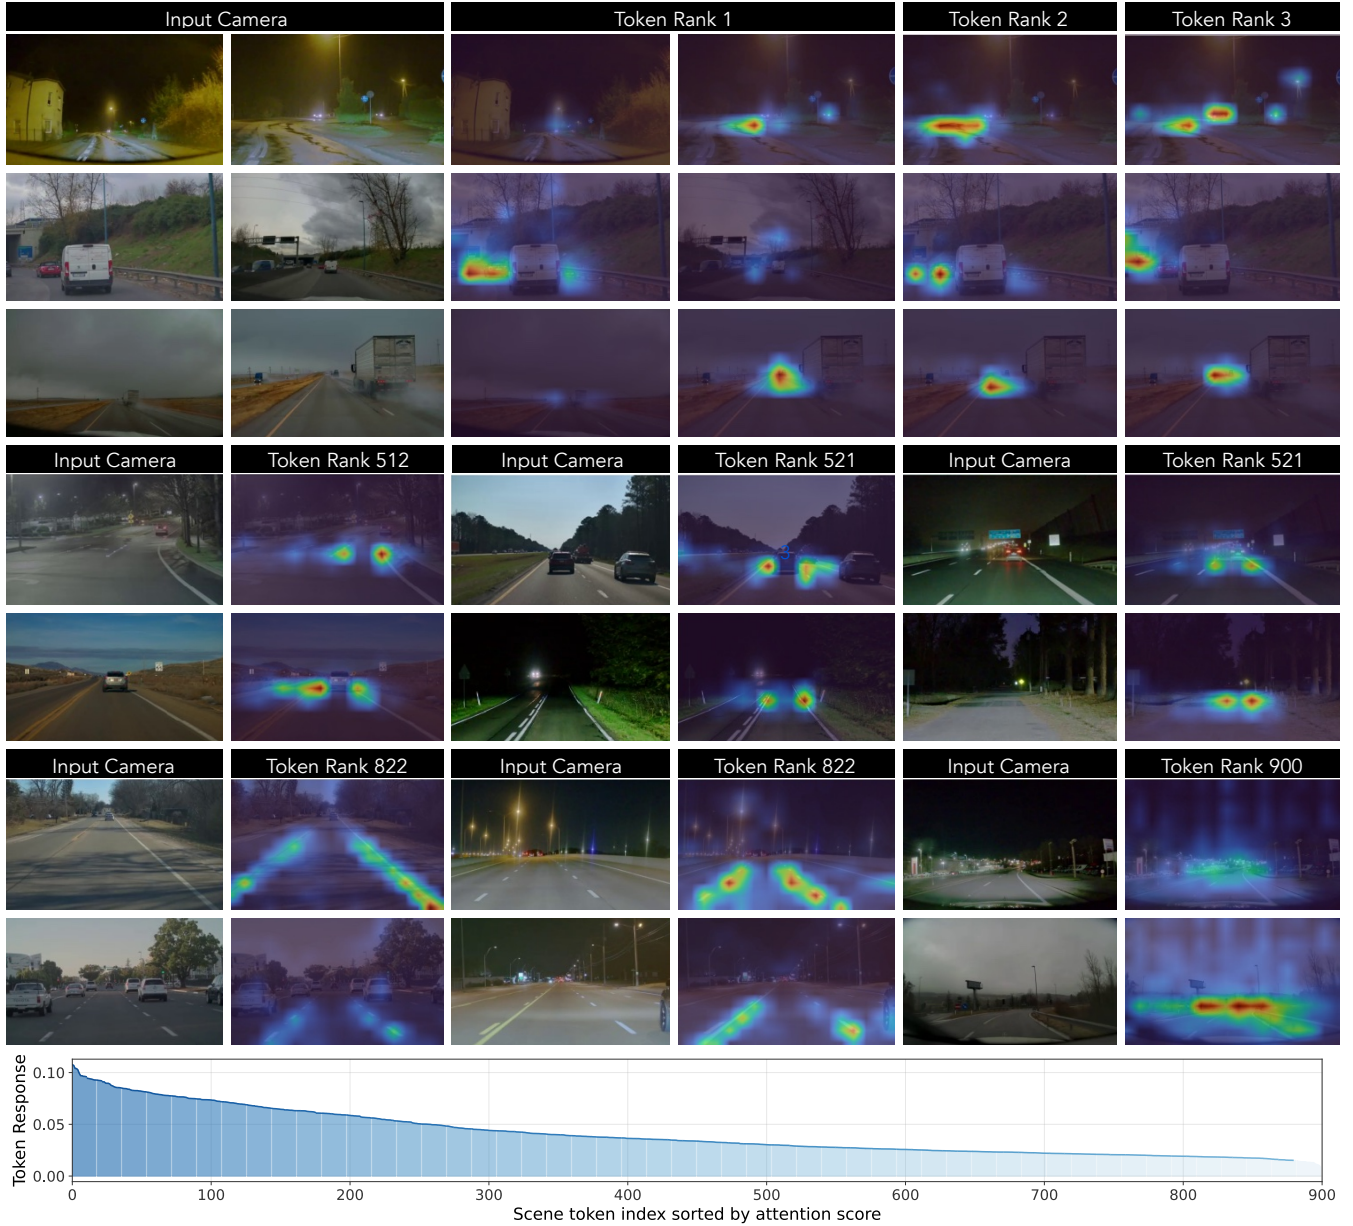 Input Camera Token Rank 1 Token Rank 2 Token Rank 3
Input Camera Token Rank 512 Input Camera Token Rank 521 Input Camera Token Rank 521
Input Camera Token Rank 822 Input Camera Token Rank 822 Input Camera Token Rank 900
Token Response
0.10
0.05
0.00
0 100 200 300 400 500 600 700 800 900
Scene token index sorted by attention score